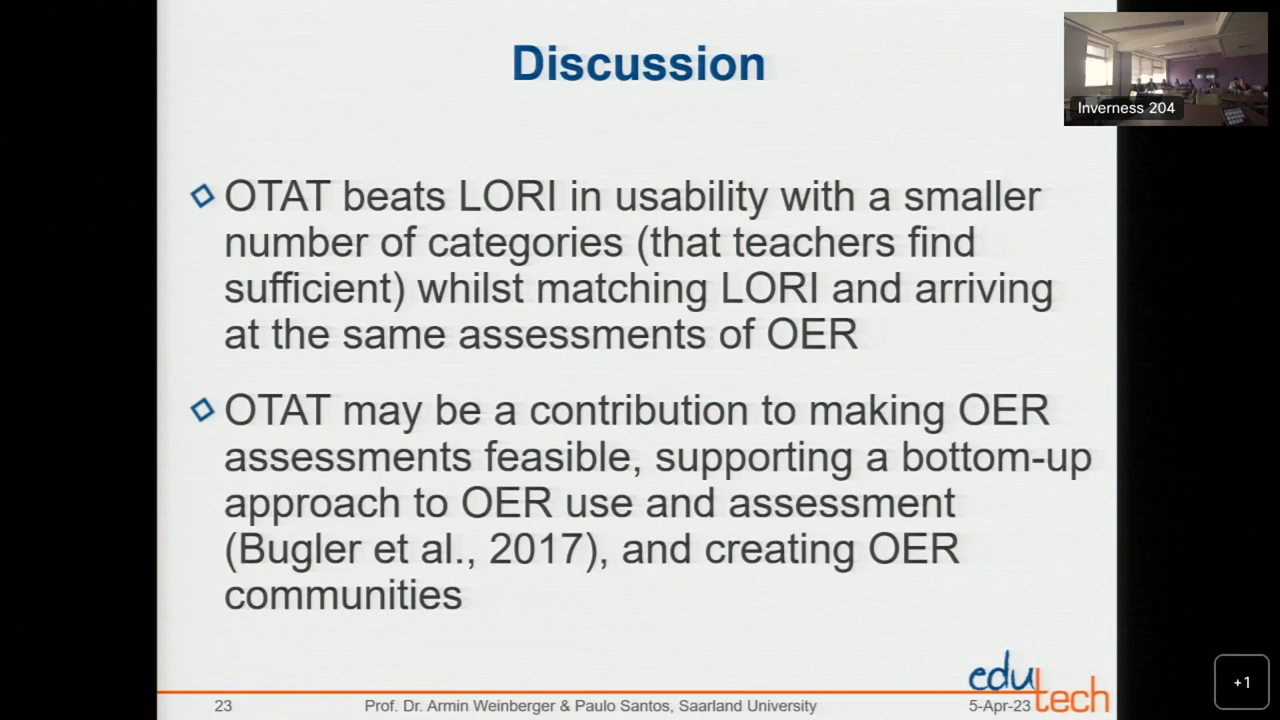 Discussion
Inverness 204
OTAT beats LORI in usability with a smaller
number of categories (that teachers find
sufficient) whilst matching LORI and arriving
at the same assessments of OER
OTAT may be a contribution to making OER
assessments feasible, supporting a bottom-up
approach to OER use and assessment
(Bugler et al., 2017), and creating OER
communities
23
Prof. Dr. Armin Weinberger & Paulo Santos, Saarland University
5-Apr-23
edutech
+1